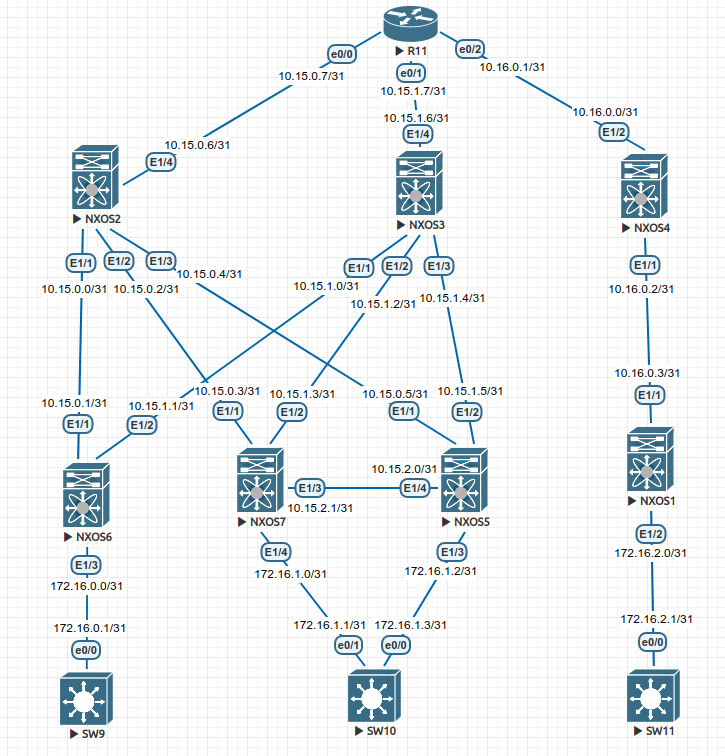 e0/0
e0/2
R11
e0/1
10.16.0.1/31
10.15.0.7/31
10.15.1.7/31
10.16.0.0/31
10.15.1.6/31
E1/4
E1/2
10.15.0.6/31
E1/4
NXOS2
NXOS3
NXOS4
E1/1
E1/2
E1/3
E1/1
E1/2
E1/3
E1/1
10.15.0.4/31
10.15.0.0/31
10.15.0.2/31
10.15.1.0/31
10.15.1.2/31
10.15.1.4/31
10.16.0.2/31
10.16.0.3/31
10.15.0.3/31
10.15.1.3/31
10.15.0.5/31
10.15.1.5/31
E1/1
10.15.0.1/31
10.15.1.1/31
E1/1
E1/2
E1/1
E1/2
E1/1
E1/2
10.15.2.0/31
E1/3
E1/4
10.15.2.1/31
NXOS1
NXOS6
NXOS7
NXOS5
E1/2
E1/3
E1/4
E1/3
172.16.2.0/31
172.16.0.0/31
172.16.1.0/31
172.16.1.2/31
172.16.0.1/31
172.16.1.1/31
172.16.1.3/31
172.16.2.1/31
e0/0
e0/1
e0/0
e0/0
SW9
SW10
SW11